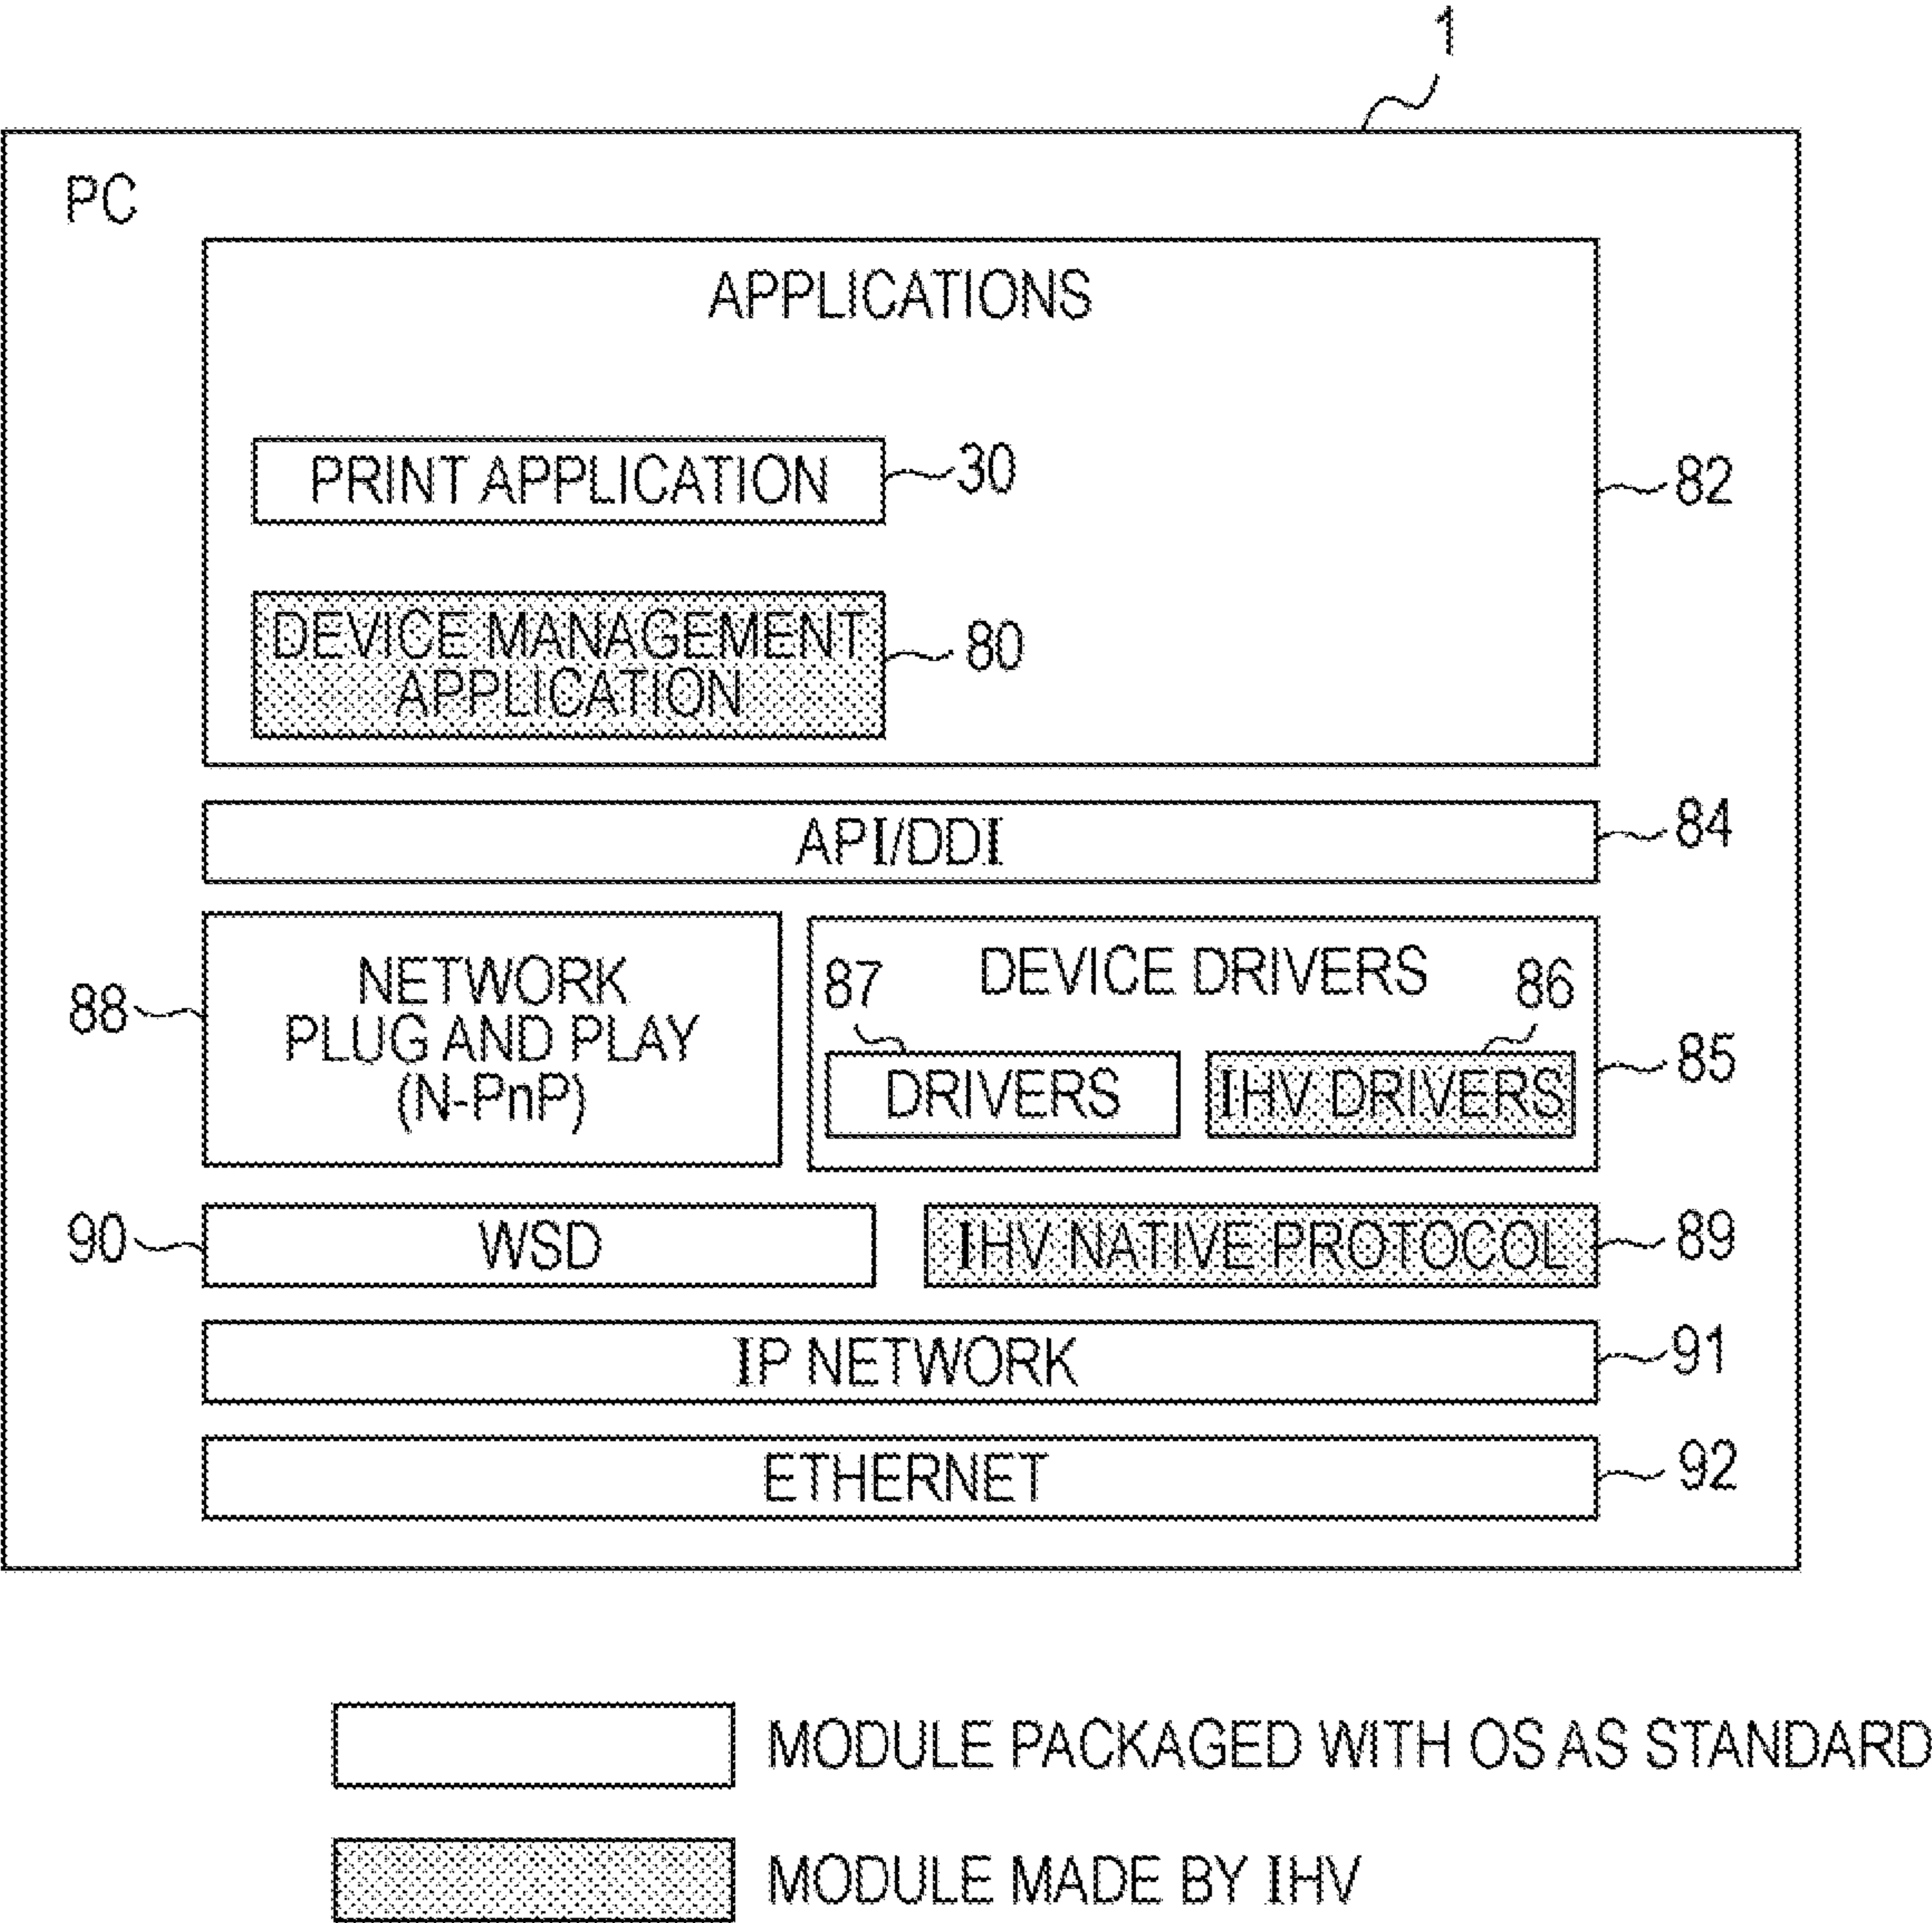 1
PC
APPLICATIONS
PRINT APPLICATION
30
82
DEVICE MANAGEMENT
APPLICATION
80
API/DDI
84
88
NETWORK
PLUG AND PLAY
(N-PnP)
DEVICE DRIVERS
87
86
DRIVERS
IHV DRIVERS
85
90
WSD
IHV NATIVE PROTOCOL
89
IP NETWORK
91
ETHERNET
92
MODULE PACKAGED WITH OS AS STANDARD
MODULE MADE BY IHV